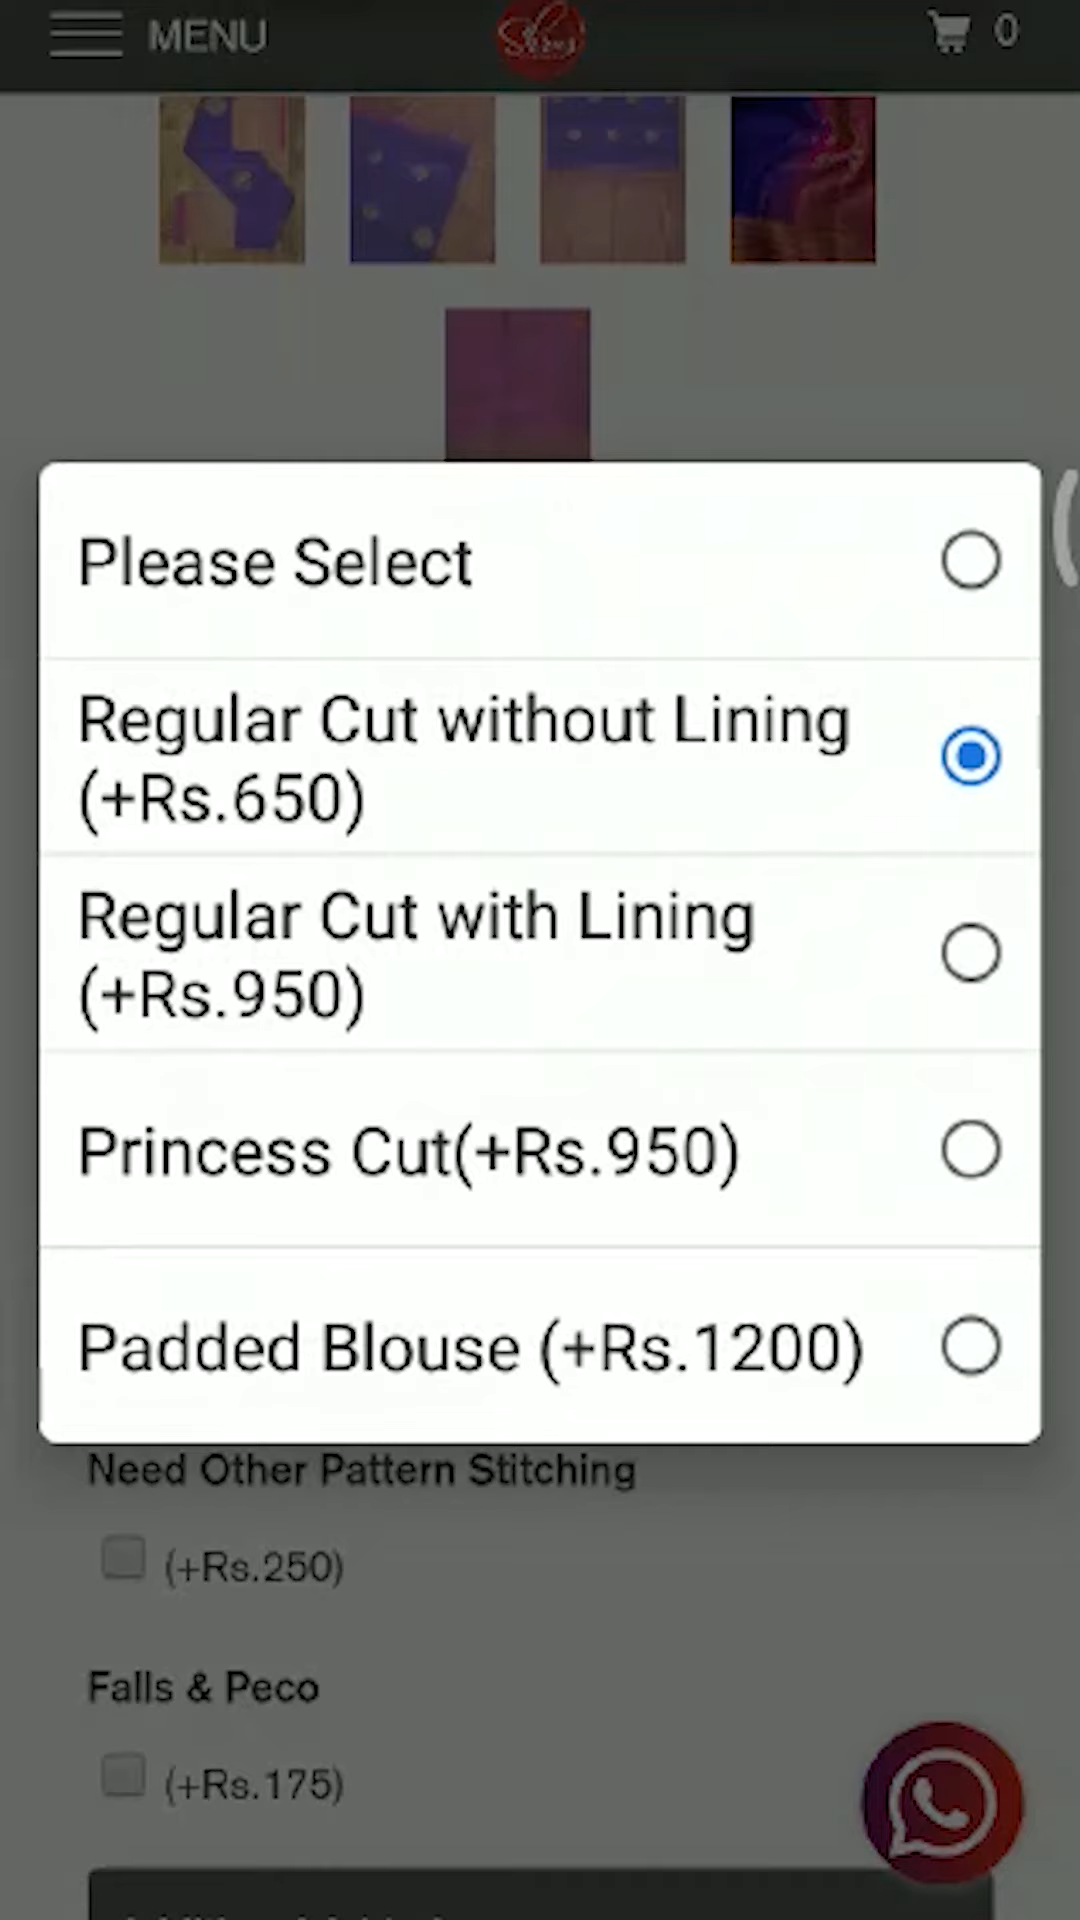 MENU
0
Please Select
Regular Cut without Lining
(+Rs.650)
Regular Cut with Lining
(+Rs.950)
Princess Cut(+Rs.950)
Padded Blouse (+Rs.1200)
Need Other Pattern Stitching
(+Rs.250)
Falls & Peco
(+Rs.175)